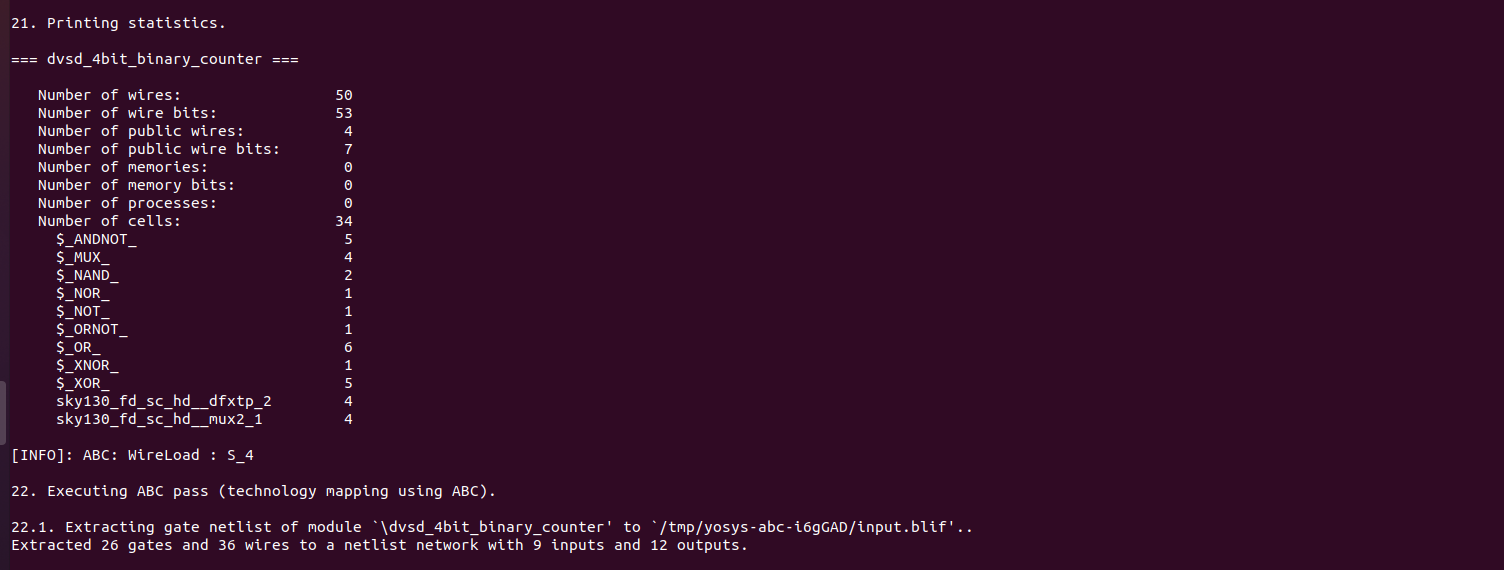 21. Printing statistics.
=== dvsd_4bit_binary_counter ===
Number of wires: 50
Number of wire bits: 53
Number of public wires: 4
Number of public wire bits: 7
Number of memories: 0
Number of memory bits: 0
Number of processes: 0
Number of cells: 34
$_ANDNOT_ 5
$_MUX_ 4
$_NAND_ 2
$_NOR_ 1
$_NOT_ 1
$_ORNOT_ 1
$_OR_ 6
$_XNOR_ 1
$_XOR_ 5
sky130_fd_sc_hd__dfxtp_2 4
sky130_fd_sc_hd__mux2_1 4
[INFO]: ABC: WireLoad : S_4
22. Executing ABC pass (technology mapping using ABC).
22.1. Extracting gate netlist of module `\dvsd_4bit_binary_counter' to `/tmp/yosys-abc-i6gGAD/input.blif'..
Extracted 26 gates and 36 wires to a netlist network with 9 inputs and 12 outputs.